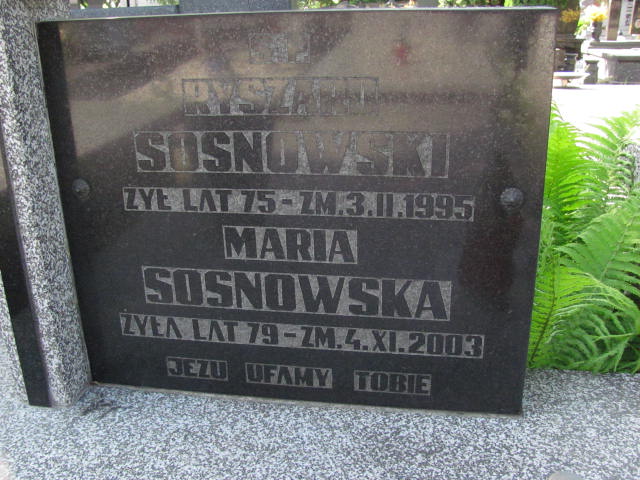 RYSZARD
SOSNOWSKI
ŻYŁ LAT 75 - ZM. 3.II.1995
MARIA
SOSNOWSKA
ŻYŁA LAT 79 - ZM. 4.XI.2003
JEZU UFAMY TOBIE